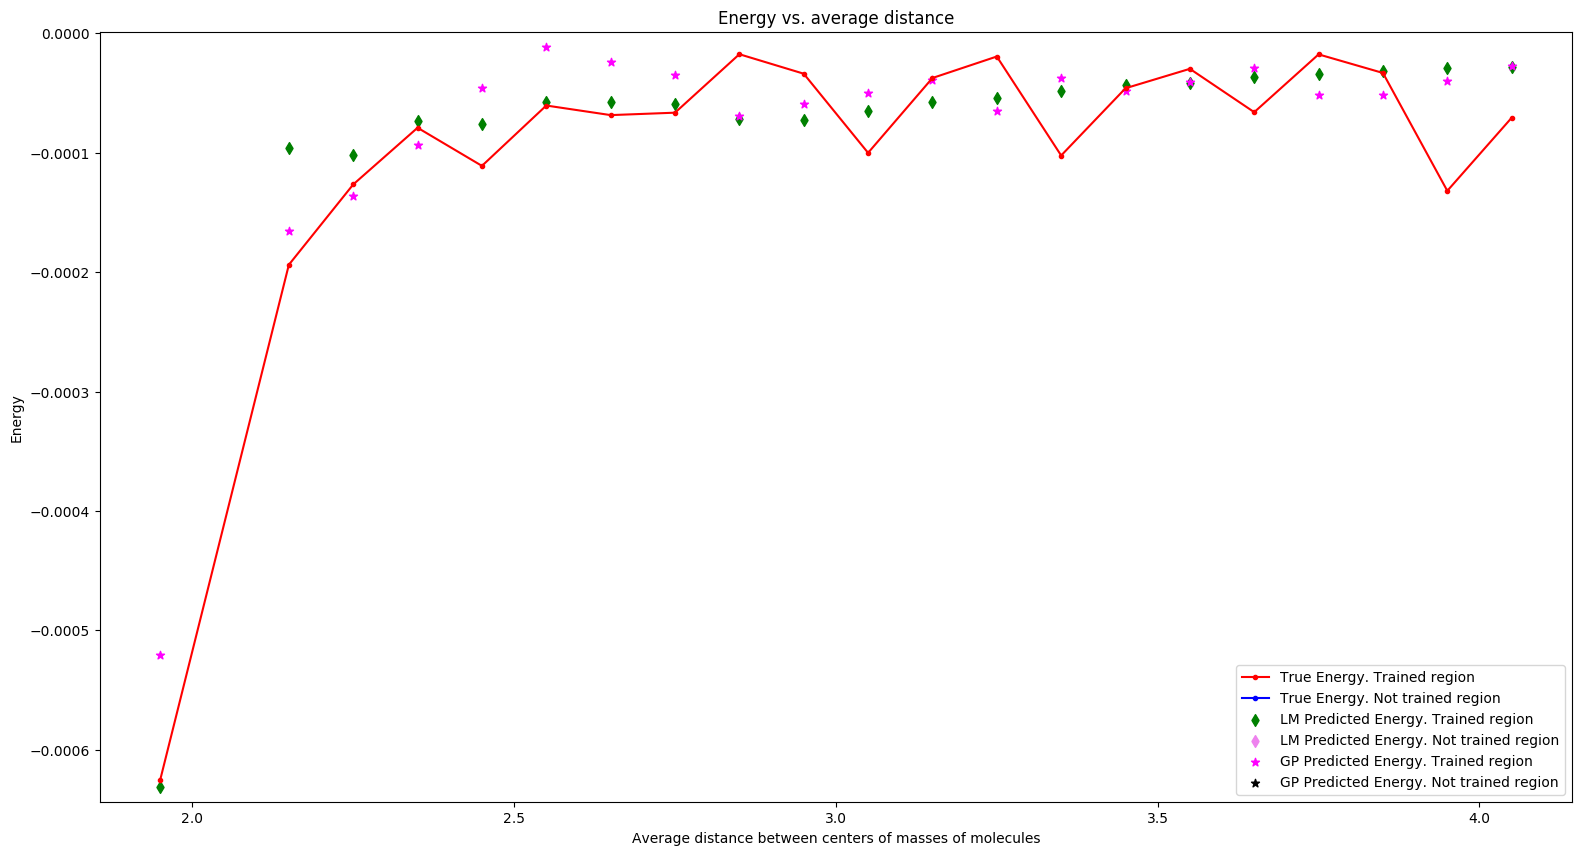 Energy vs. average distance
0.0000
−0.0001
−0.0002
−0.0003
−0.0004
−0.0005
−0.0006
Energy
True Energy. Trained region
True Energy. Not trained region
LM Predicted Energy. Trained region
LM Predicted Energy. Not trained region
GP Predicted Energy. Trained region
GP Predicted Energy. Not trained region
2.0 2.5 3.0 3.5 4.0
Average distance between centers of masses of molecules